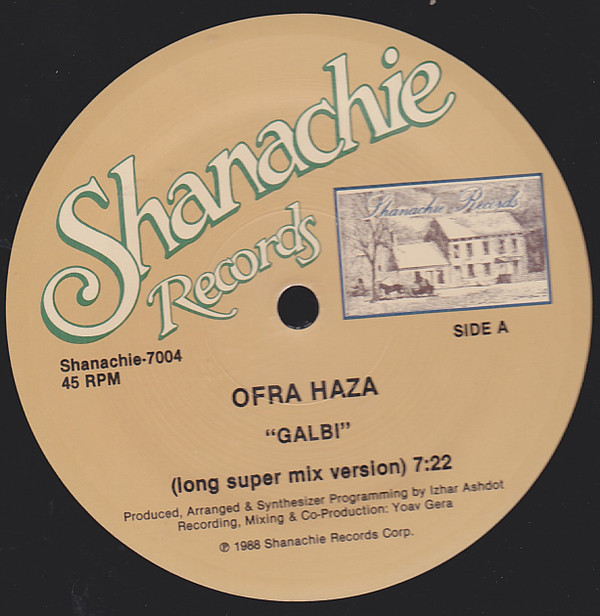 Shanachie
Records
Shanachie Records
SIDE A
Shanachie-7004
45 RPM
OFRA HAZA
“GALBI”
(long super mix version) 7:22
Produced, Arranged & Synthesizer Programming by Izhar Ashdot
Recording, Mixing & Co-Production: Yoav Gera
℗ 1988 Shanachie Records Corp.